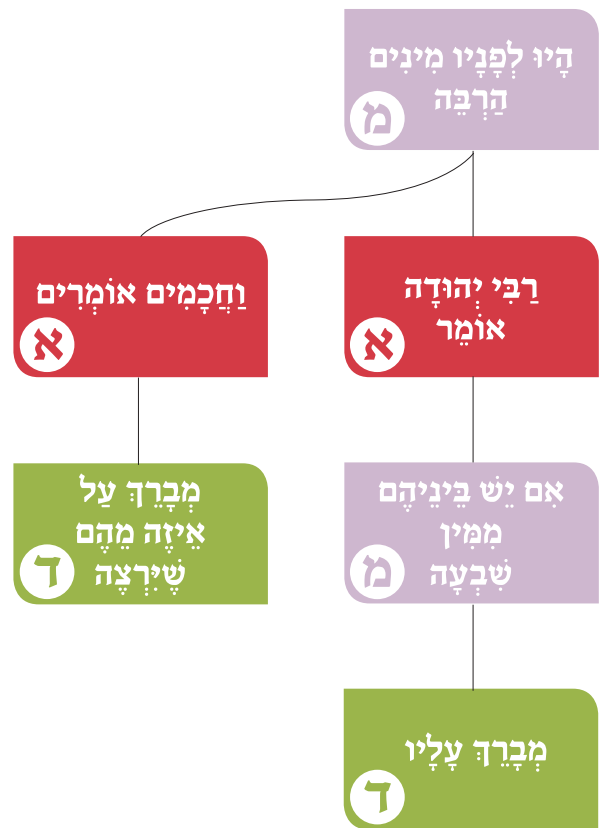 הָיוּ לְפָנָיו מִינִים
הַרְבֵּה
מ
רַבִּי יְהוּדָה
אוֹמֵר
א
וַחֲכָמִים אוֹמְרִים
א
אִם יֵשׁ בֵּינֵיהֶם
מִמִּין
שִׁבְעָה
מ
מְבָרֵךְ עַל
אֵיזֶה מֵהֶם
שֶׁיִּרְצֶה
ד
מְבָרֵךְ עָלָיו
ד